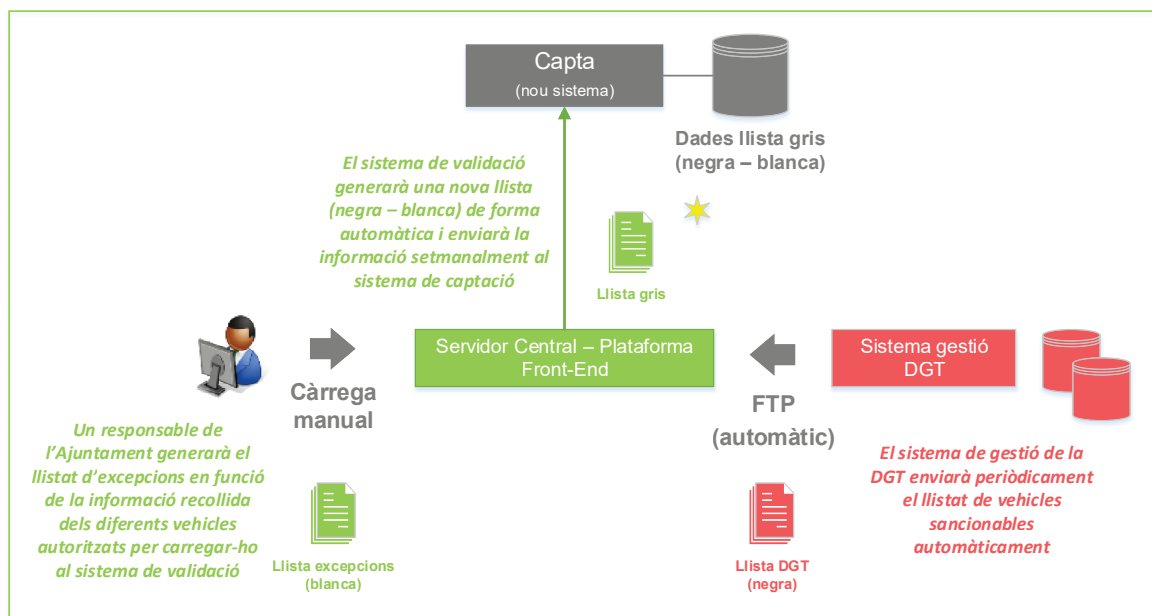 Capta
(nou sistema)
Dades llista gris
(negra – blanca)
El sistema de validació
generarà una nova llista
(negra – blanca) de forma
automàtica i enviarà la
informació setmanalment al
sistema de captació
Llista gris
Servidor Central – Plataforma
Front-End
Sistema gestió
DGT
Càrrega
manual
FTP
(automàtic)
Un responsable de
l’Ajuntament generarà el
llistat d’excepcions en funció
de la informació recollida
dels diferents vehicles
autoritzats per carregar-ho
al sistema de validació
El sistema de gestió de la
DGT enviarà periòdicament
el llistat de vehicles
sancionables
automàticament
Llista excepcions
(blanca)
Llista DGT
(negra)